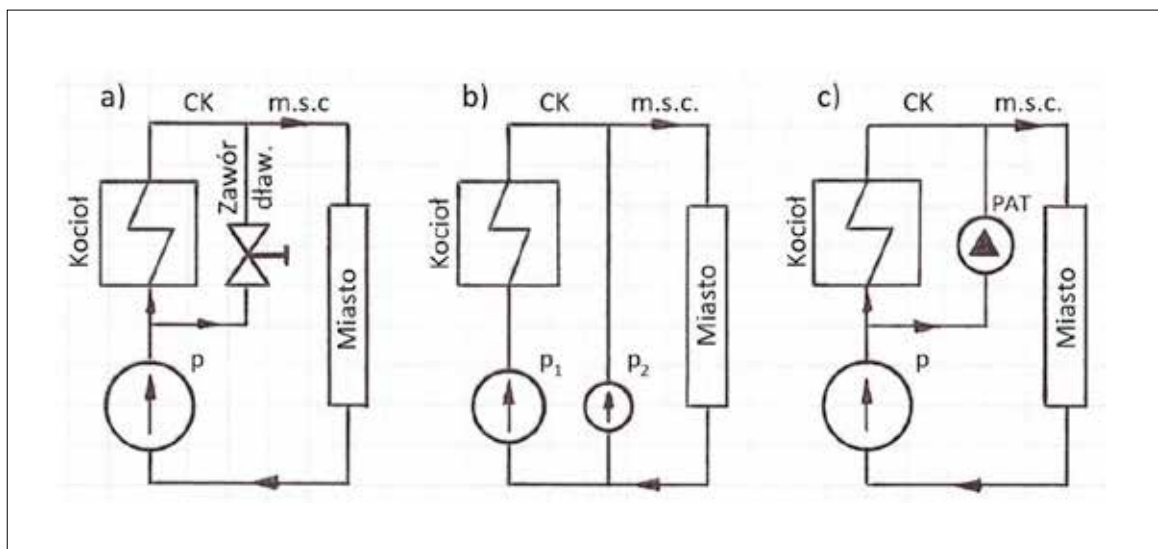 a)
CK
m.s.c
Zawór
dław.
Kocioł
Miasto
p
b)
CK
m.s.c.
Kocioł
Miasto
p₁
p₂
c)
CK
m.s.c.
PAT
Kocioł
Miasto
p